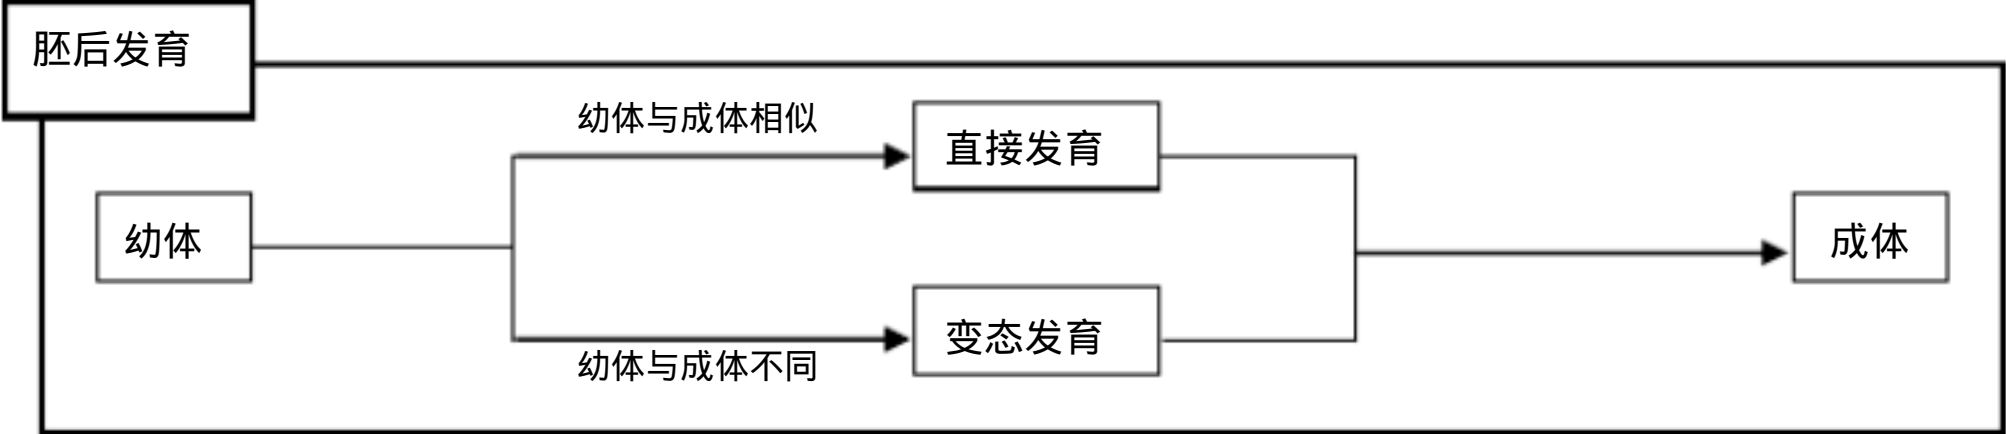 胚后发育
幼体与成体相似
直接发育
幼体
成体
变态发育
幼体与成体不同